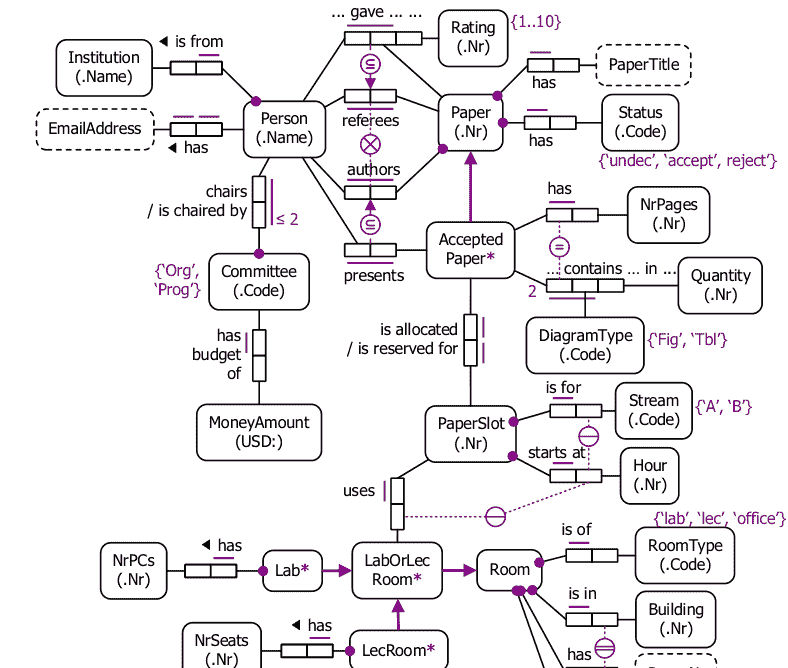 ... gave ... ...
Rating
(.Nr)
{1..10}
◄ is from
Institution
(.Name)
has
PaperTitle
EmailAddress
◄ has
Person
(.Name)
referees
Paper
(.Nr)
has
Status
(.Code)
{‘undec’, ‘accept’, reject’}
authors
chairs
/ is chaired by
≤ 2
has
NrPages
(.Nr)
presents
Accepted
Paper*
{‘Org’,
‘Prog’}
Committee
(.Code)
... contains ... in ...
2
Quantity
(.Nr)
DiagramType
(.Code)
{‘Fig’, ‘Tbl’}
has
budget
of
is allocated
/ is reserved for
MoneyAmount
(USD:)
PaperSlot
(.Nr)
is for
Stream
(.Code)
{‘A’, ‘B’}
starts at
Hour
(.Nr)
uses
{‘lab’, ‘lec’, ‘office’}
is of
RoomType
(.Code)
NrPCs
(.Nr)
◄ has
Lab*
LabOrLec
Room*
Room
is in
Building
(.Nr)
NrSeats
(.Nr)
◄ has
LecRoom*
has